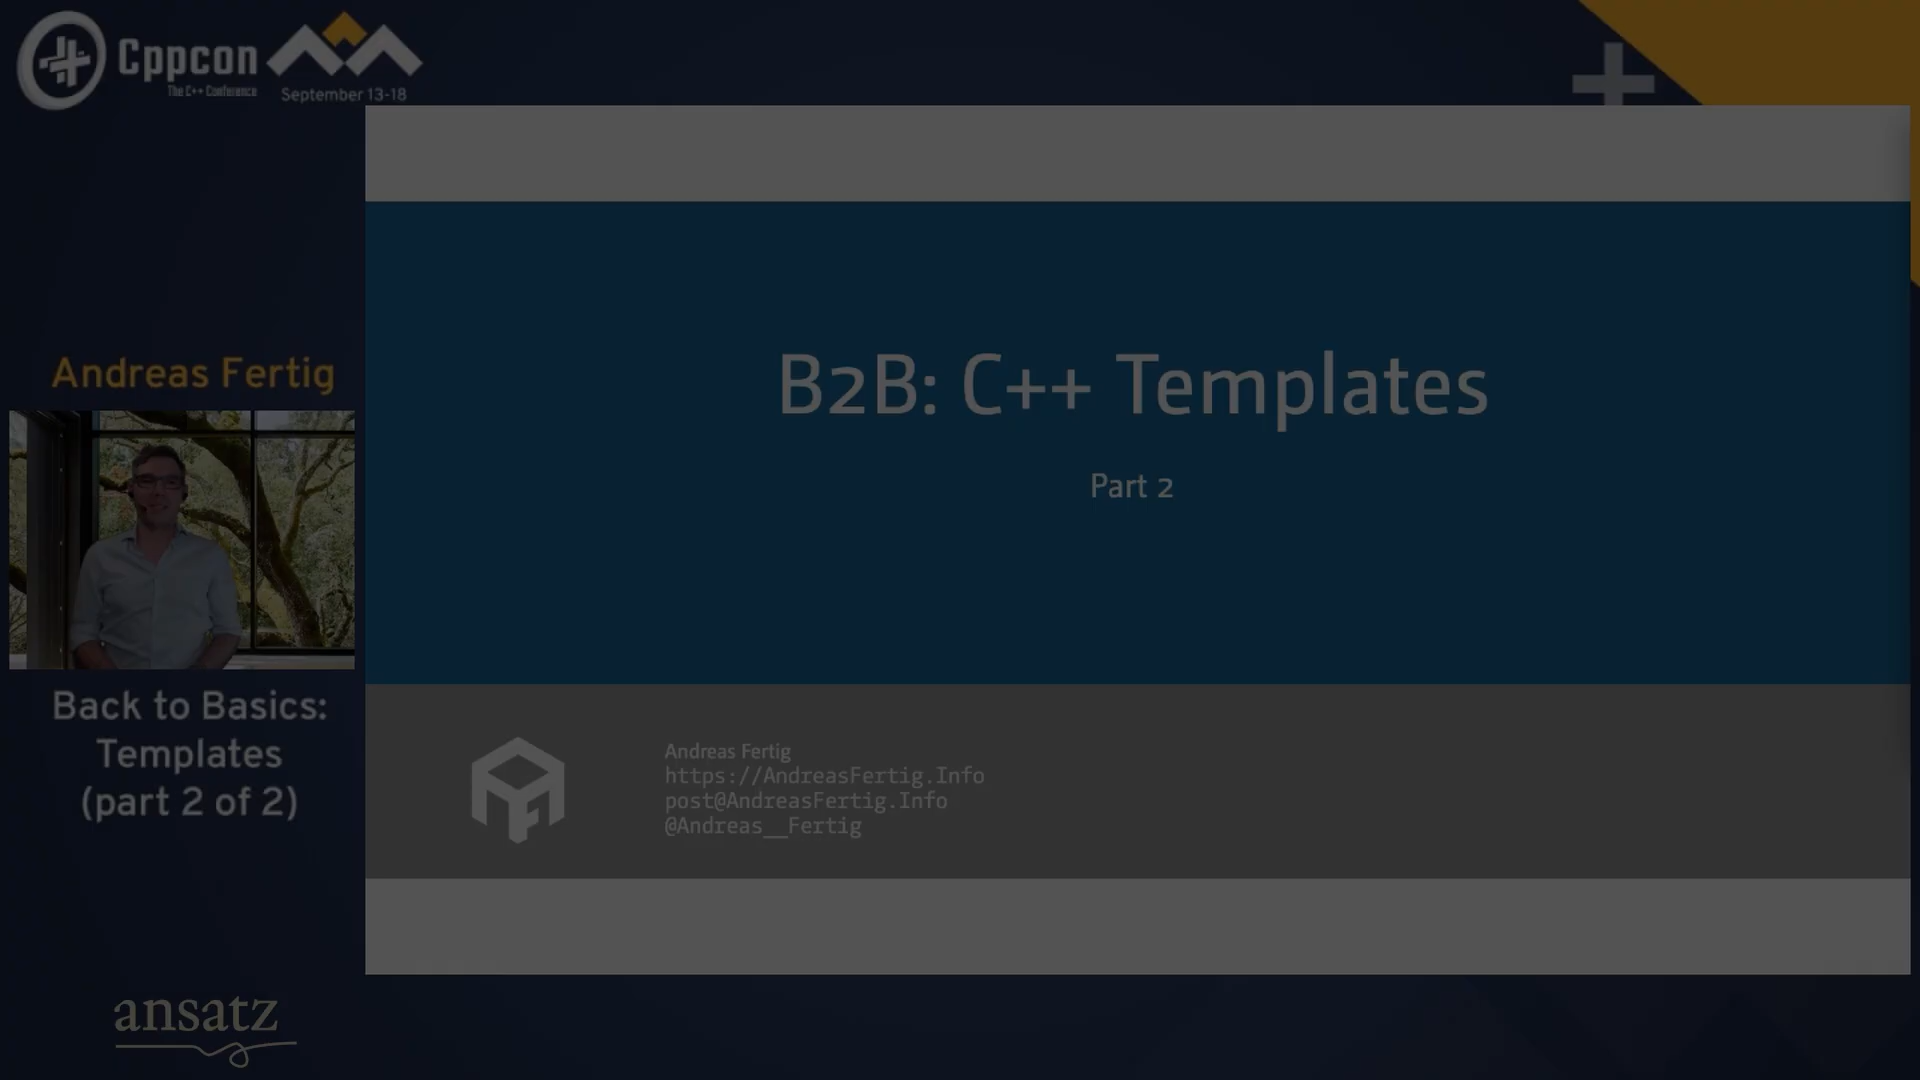 Cppcon
The C++ Conference
September 13-18
Andreas Fertig
Back to Basics:
Templates
(part 2 of 2)
ansatz
B2B: C++ Templates
Part 2
Andreas Fertig
https://AndreasFertig.Info
post@AndreasFertig.Info
@Andreas__Fertig